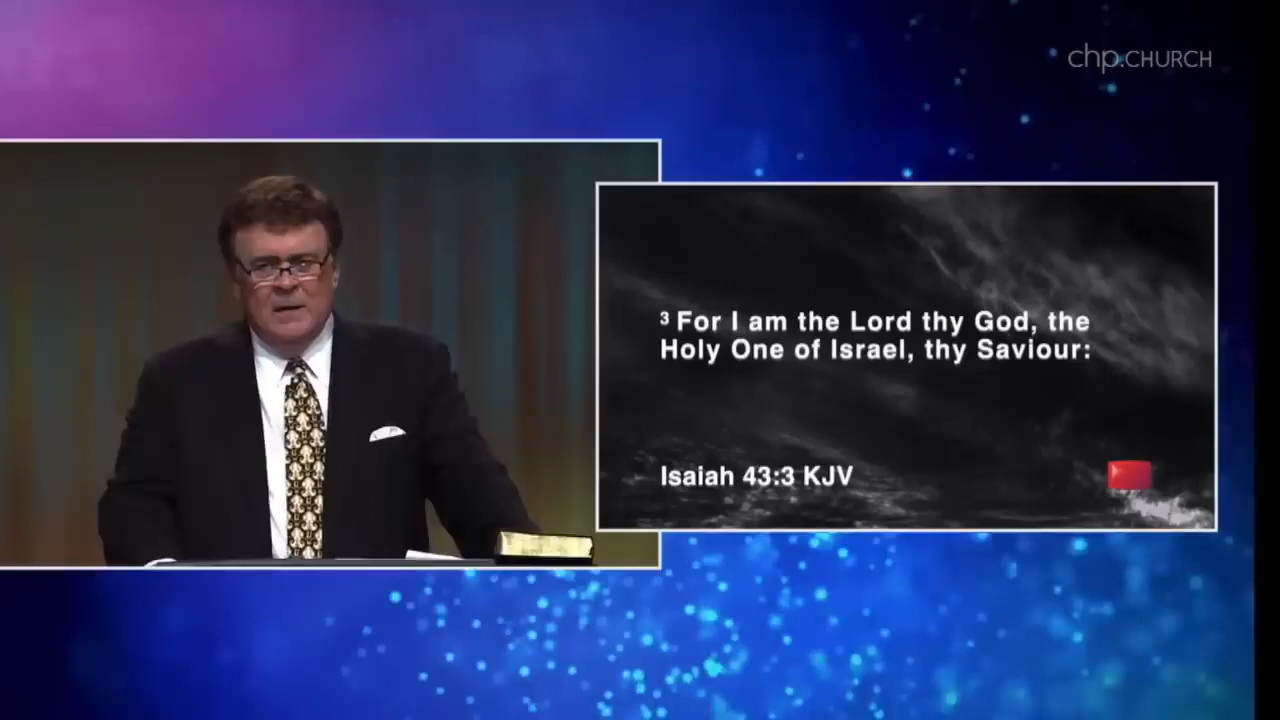 chp.CHURCH
³ For I am the Lord thy God, the
Holy One of Israel, thy Saviour:
Isaiah 43:3 KJV